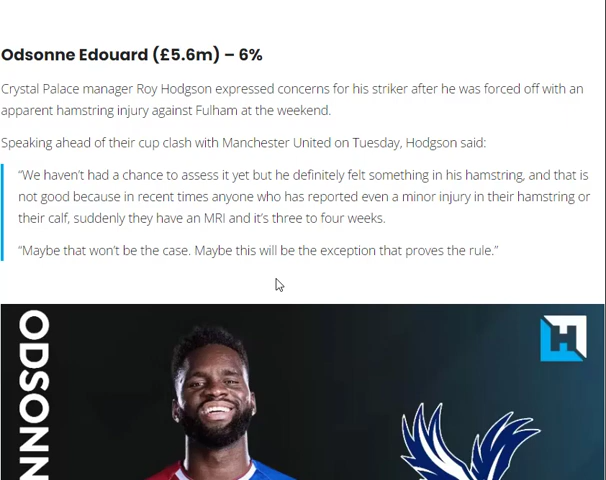 Odsonne Edouard (£5.6m) – 6%
Crystal Palace manager Roy Hodgson expressed concerns for his striker after he was forced off with an
apparent hamstring injury against Fulham at the weekend.
Speaking ahead of their cup clash with Manchester United on Tuesday, Hodgson said:
“We haven’t had a chance to assess it yet but he definitely felt something in his hamstring, and that is
not good because in recent times anyone who has reported even a minor injury in their hamstring or
their calf, suddenly they have an MRI and it’s three to four weeks.
“Maybe that won’t be the case. Maybe this will be the exception that proves the rule.”
ODSONN
H